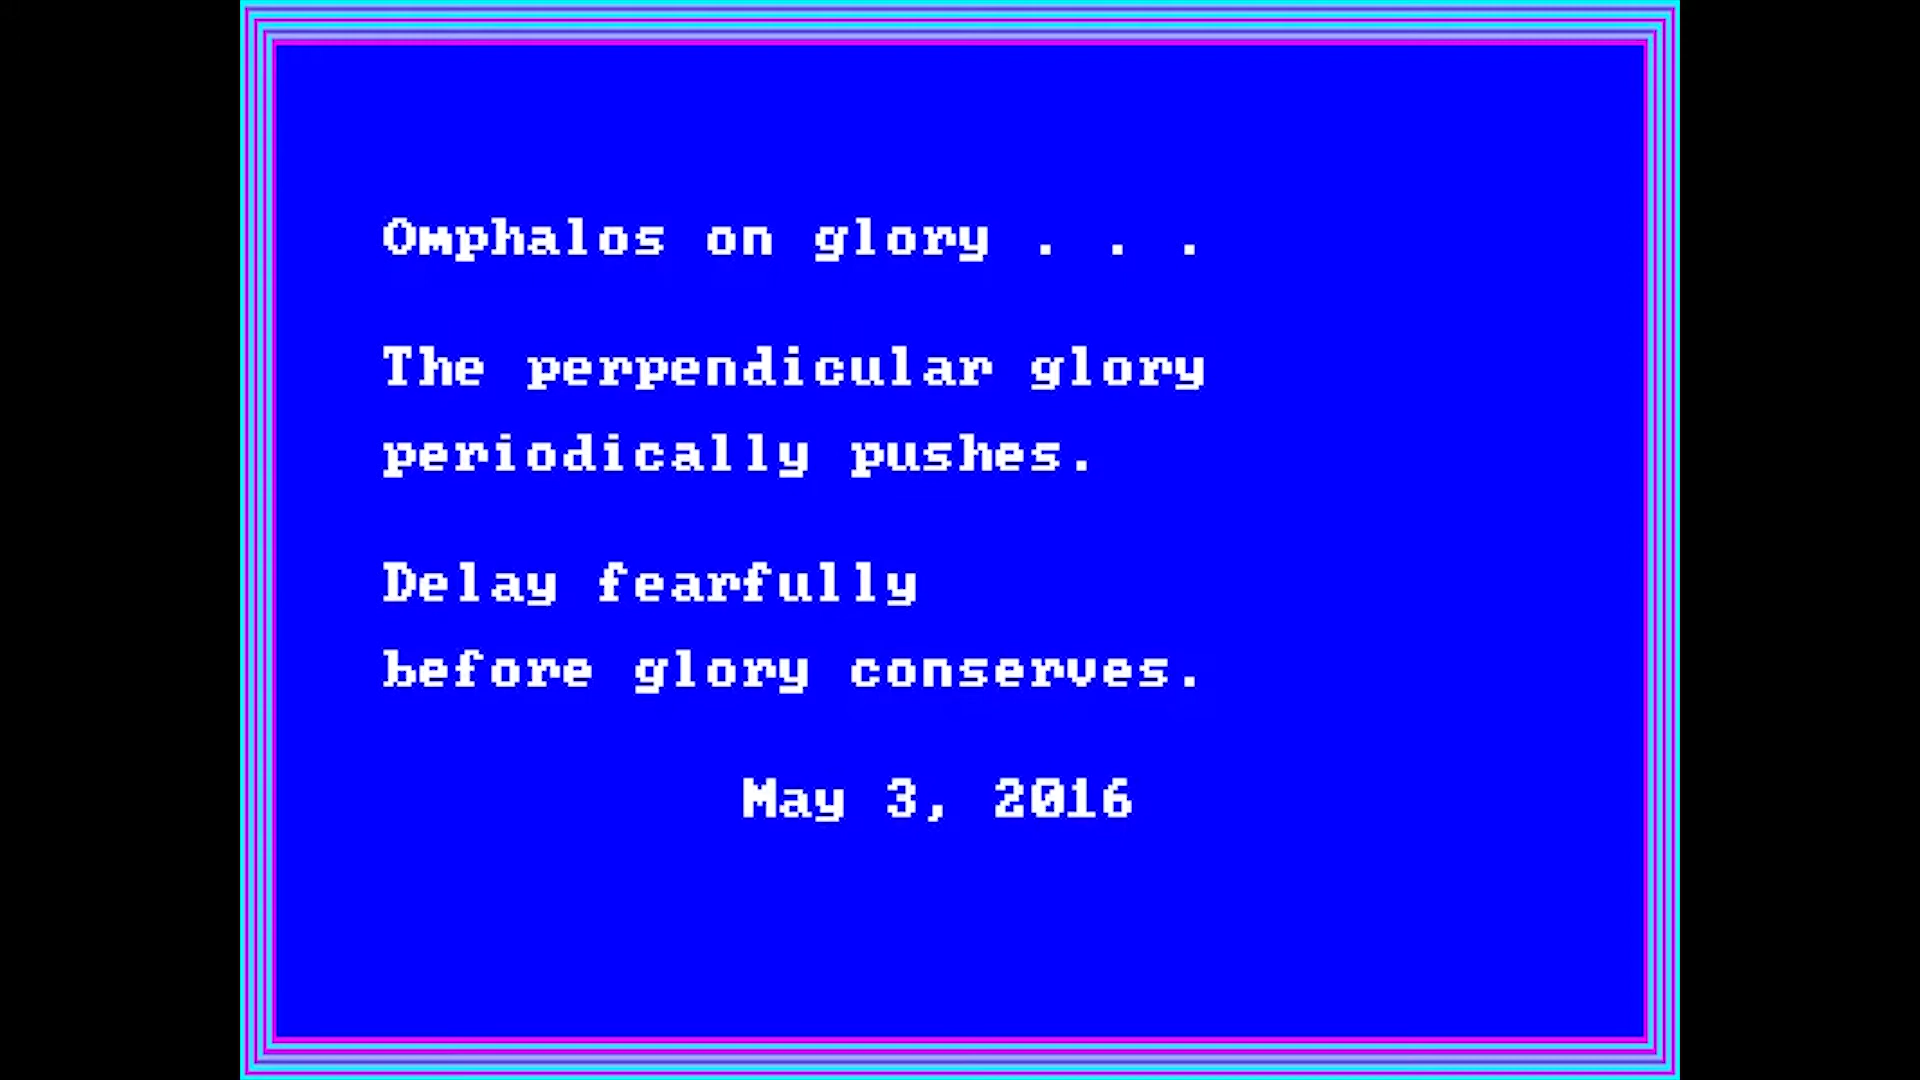 Omphalos on glory . . .
The perpendicular glory
periodically pushes.
Delay fearfully
before glory conserves.
May 3, 2016